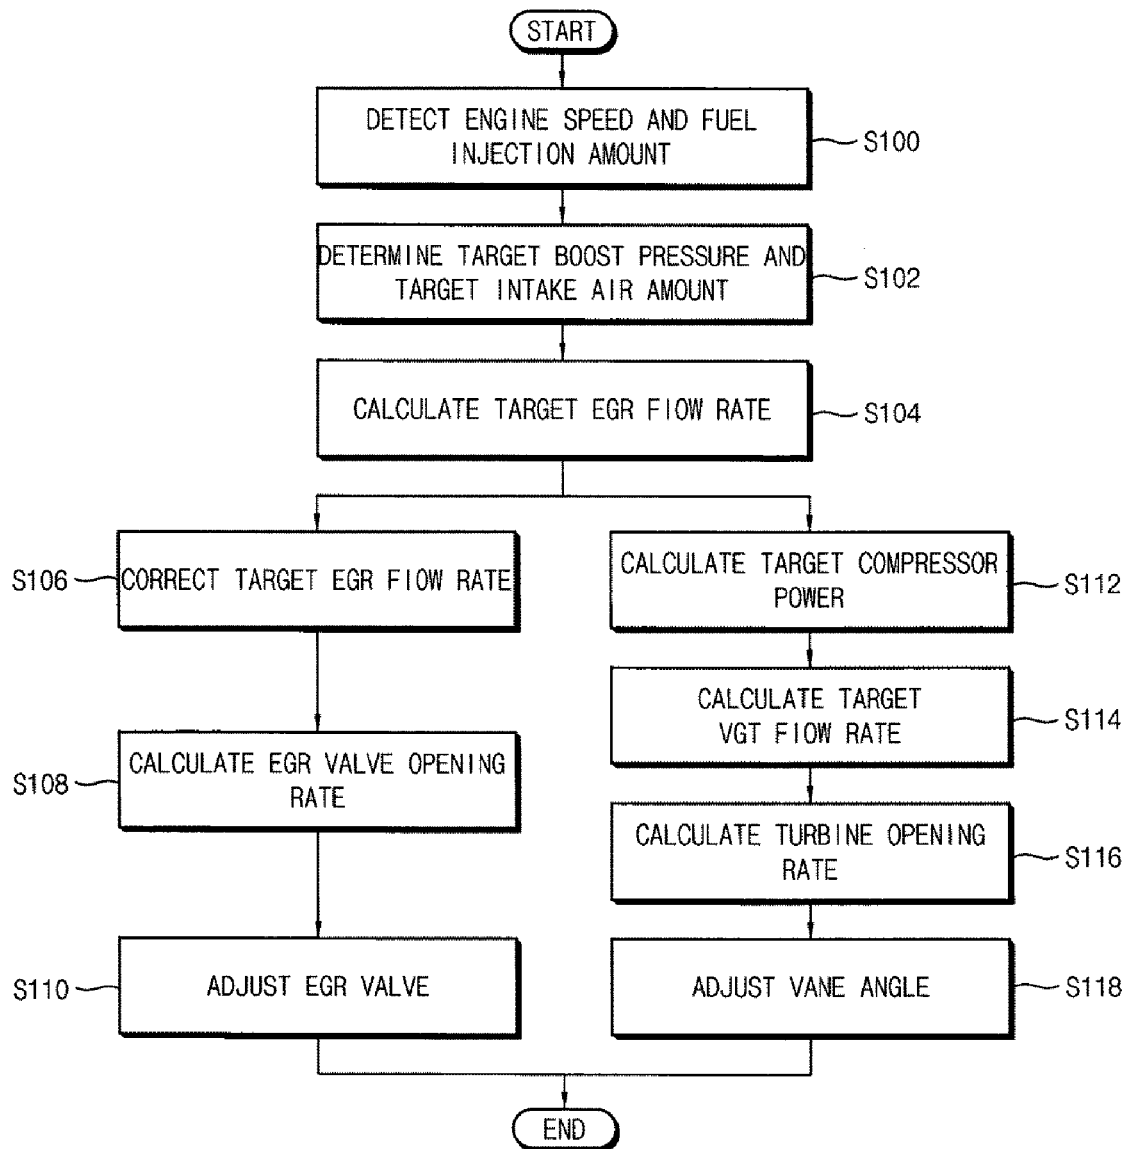 START
DETECT ENGINE SPEED AND FUEL
INJECTION AMOUNT
S100
DETERMINE TARGET BOOST PRESSURE AND
TARGET INTAKE AIR AMOUNT
S102
CALCULATE TARGET EGR FIOW RATE
S104
S106
CORRECT TARGET EGR FIOW RATE
S108
CALCULATE EGR VALVE OPENING
RATE
S110
ADJUST EGR VALVE
CALCULATE TARGET COMPRESSOR
POWER
S112
CALCULATE TARGET
VGT FIOW RATE
S114
CALCULATE TURBINE OPENING
RATE
S116
ADJUST VANE ANGLE
S118
END